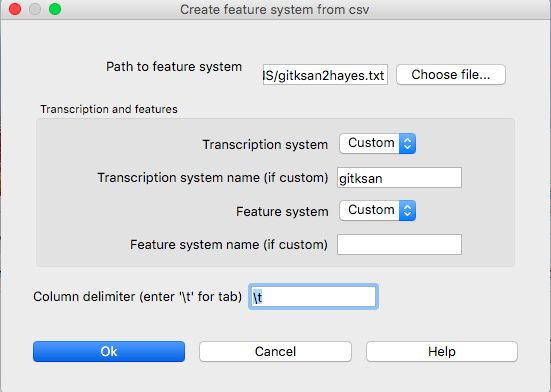 Create feature system from csv
Path to feature system IS/gitksan2hayes.txt Choose file...
Transcription and features
Transcription system Custom
Transcription system name (if custom) gitksan
Feature system Custom
Feature system name (if custom)
Column delimiter (enter '\t' for tab) \t
Ok Cancel Help